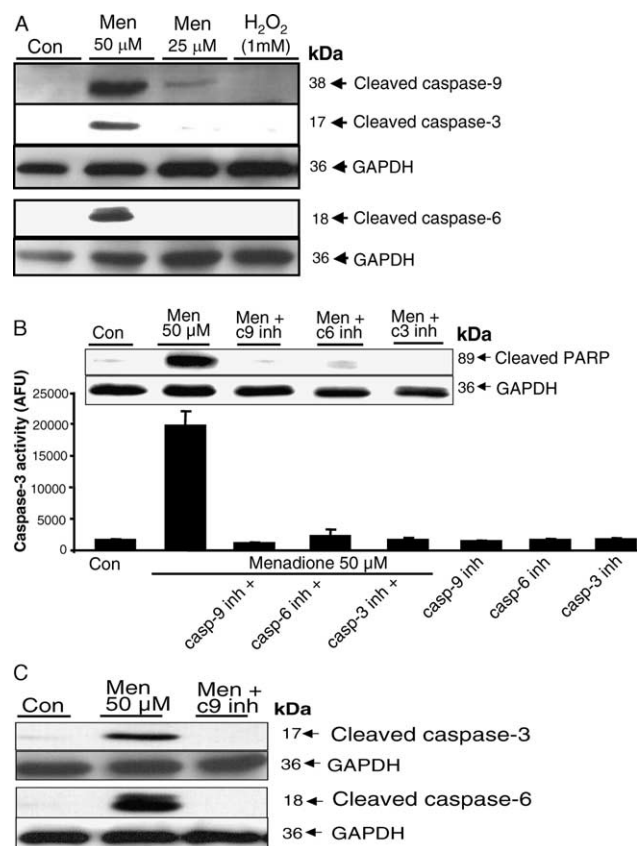 A
Con
Men
50 μM
Men
25 μM
H₂O₂
(1mM)
kDa
38 Cleaved caspase-9
17 Cleaved caspase-3
36 GAPDH
18 Cleaved caspase-6
36 GAPDH
B
Con
Men
50 μM
Men +
c9 inh
Men +
c6 inh
Men +
c3 inh
kDa
89 Cleaved PARP
36 GAPDH
Caspase-3 activity (AFU)
25000
20000
15000
10000
5000
0
Con
Menadione 50 μM
casp-9 inh +
casp-6 inh +
casp-3 inh +
casp-9 inh
casp-6 inh
casp-3 inh
C
Con
Men
50 μM
Men +
c9 inh
kDa
17 Cleaved caspase-3
36 GAPDH
18 Cleaved caspase-6
36 GAPDH